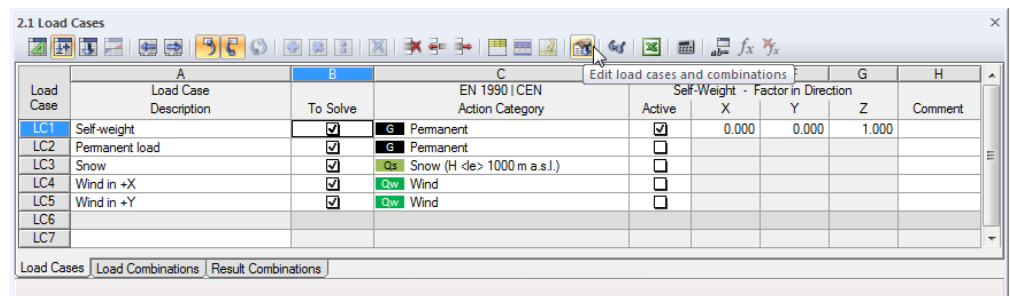 2.1 Load Cases
Edit load cases and combinations
A B C F G H
Load Case Load Case Description To Solve EN 1990 | CEN Action Category Self-Weight - Factor in Direction Active X Y Z Comment
LC1 Self-weight G Permanent 0.000 0.000 1.000
LC2 Permanent load G Permanent
LC3 Snow Qs Snow (H <le> 1000 m a.s.l.)
LC4 Wind in +X Qw Wind
LC5 Wind in +Y Qw Wind
LC6
LC7
Load Cases Load Combinations Result Combinations